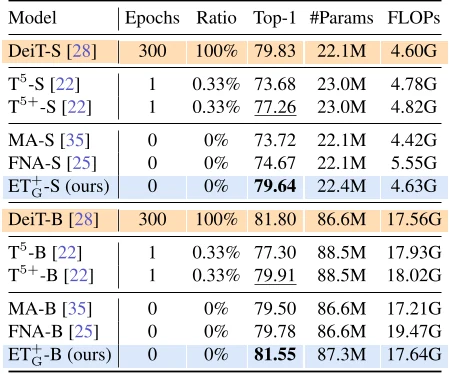 Model Epochs Ratio Top-1 #Params FLOPs
DeiT-S [28] 300 100% 79.83 22.1M 4.60G
T⁵-S [22] 1 0.33% 73.68 23.0M 4.78G
T⁵⁺-S [22] 1 0.33% 77.26 23.0M 4.82G
MA-S [35] 0 0% 73.72 22.1M 4.42G
FNA-S [25] 0 0% 74.67 22.1M 5.55G
ET⁺_G-S (ours) 0 0% 79.64 22.4M 4.63G
DeiT-B [28] 300 100% 81.80 86.6M 17.56G
T⁵-B [22] 1 0.33% 77.30 88.5M 17.93G
T⁵⁺-B [22] 1 0.33% 79.91 88.5M 18.02G
MA-B [35] 0 0% 79.50 86.6M 17.21G
FNA-B [25] 0 0% 79.78 86.6M 19.47G
ET⁺_G-B (ours) 0 0% 81.55 87.3M 17.64G